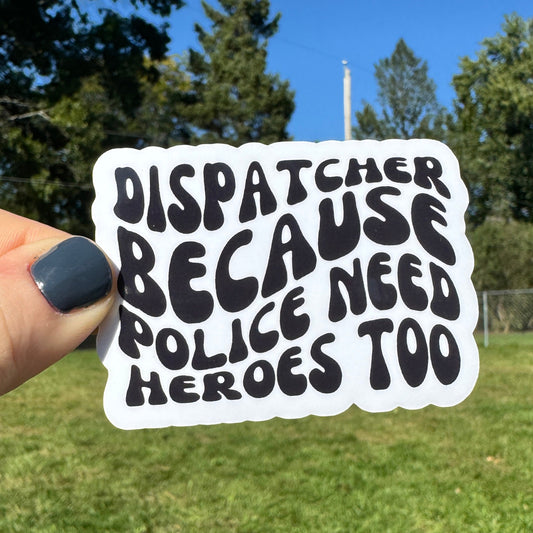 DISPATCHER
BECAUSE
POLICE NEED
HEROES TOO